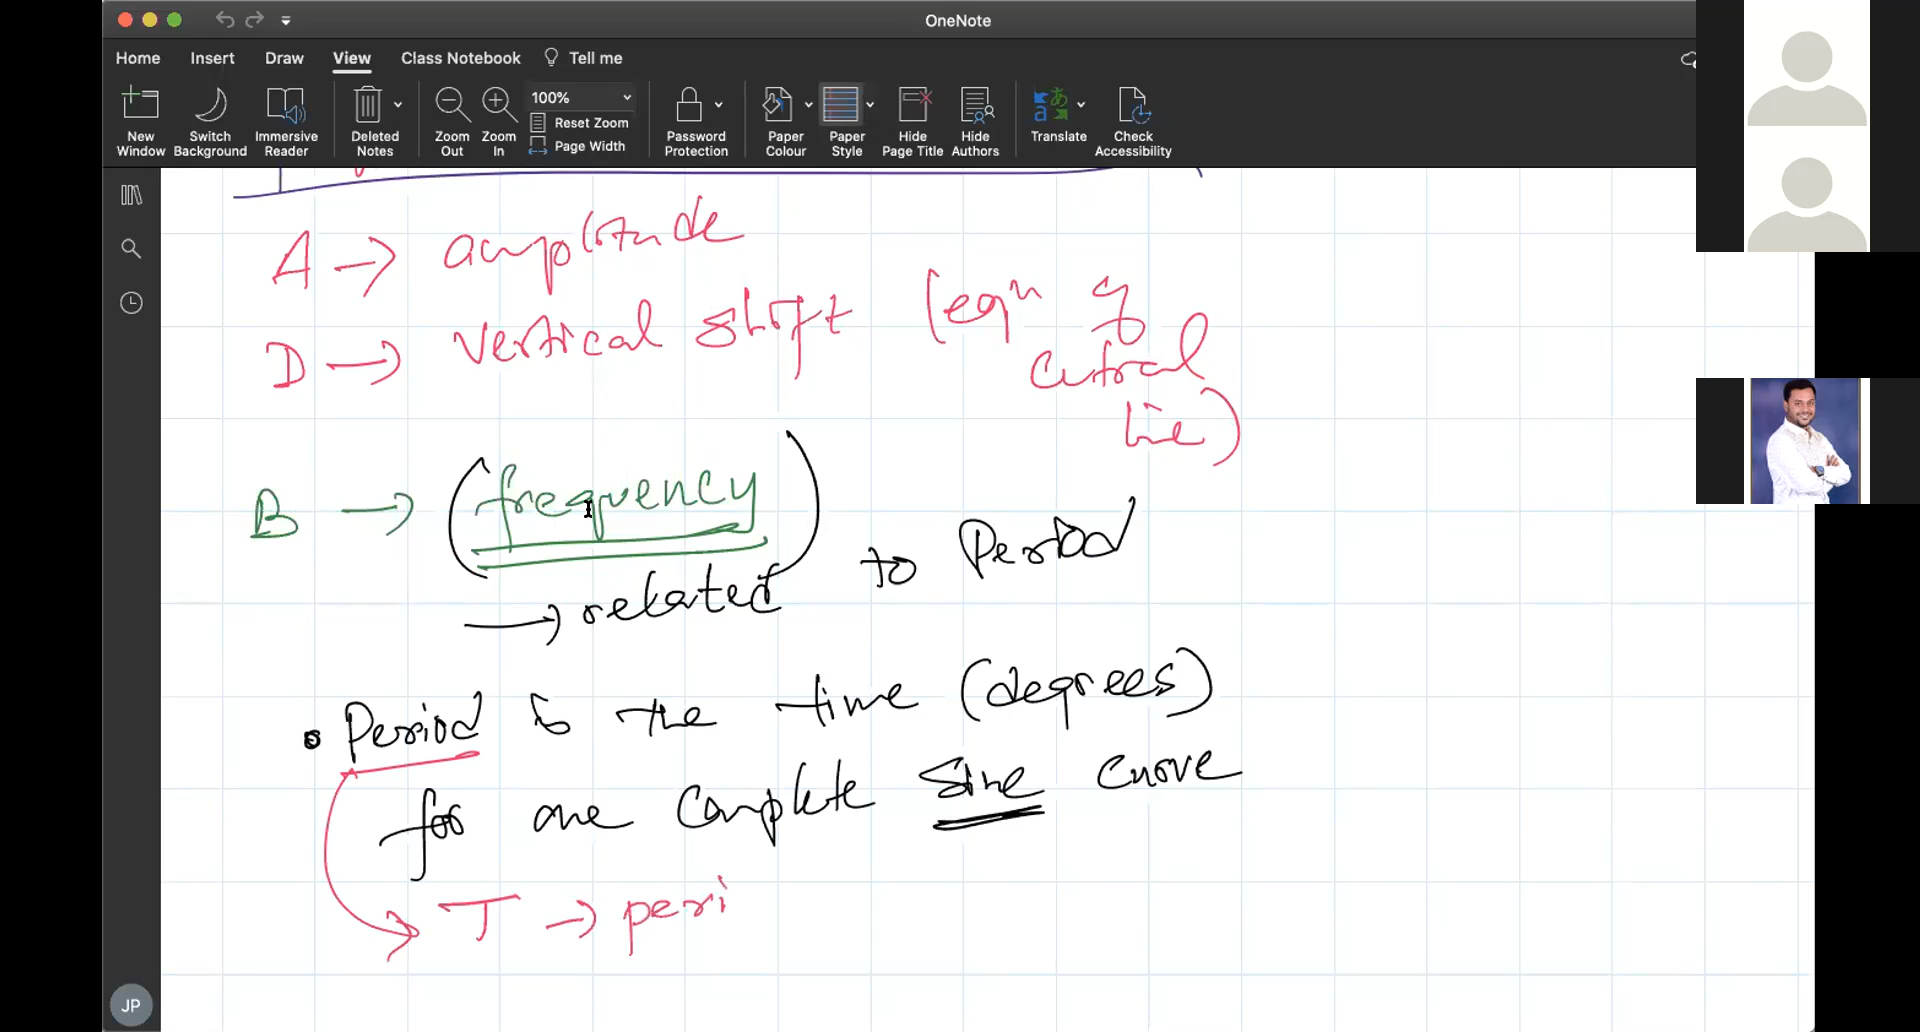 OneNote
Home Insert Draw View Class Notebook Tell me
New Window Switch Background Immersive Reader Deleted Notes Zoom Out Zoom In 100% Reset Zoom Page Width Password Protection Paper Colour Paper Style Hide Page Title Hide Authors Translate Check Accessibility
A → amplitude
D → vertical shift (eqn of
central
line)
B → (frequency)
→ related to Period
• Period is the time (degrees)
for one complete sine curve
T → peri
JP